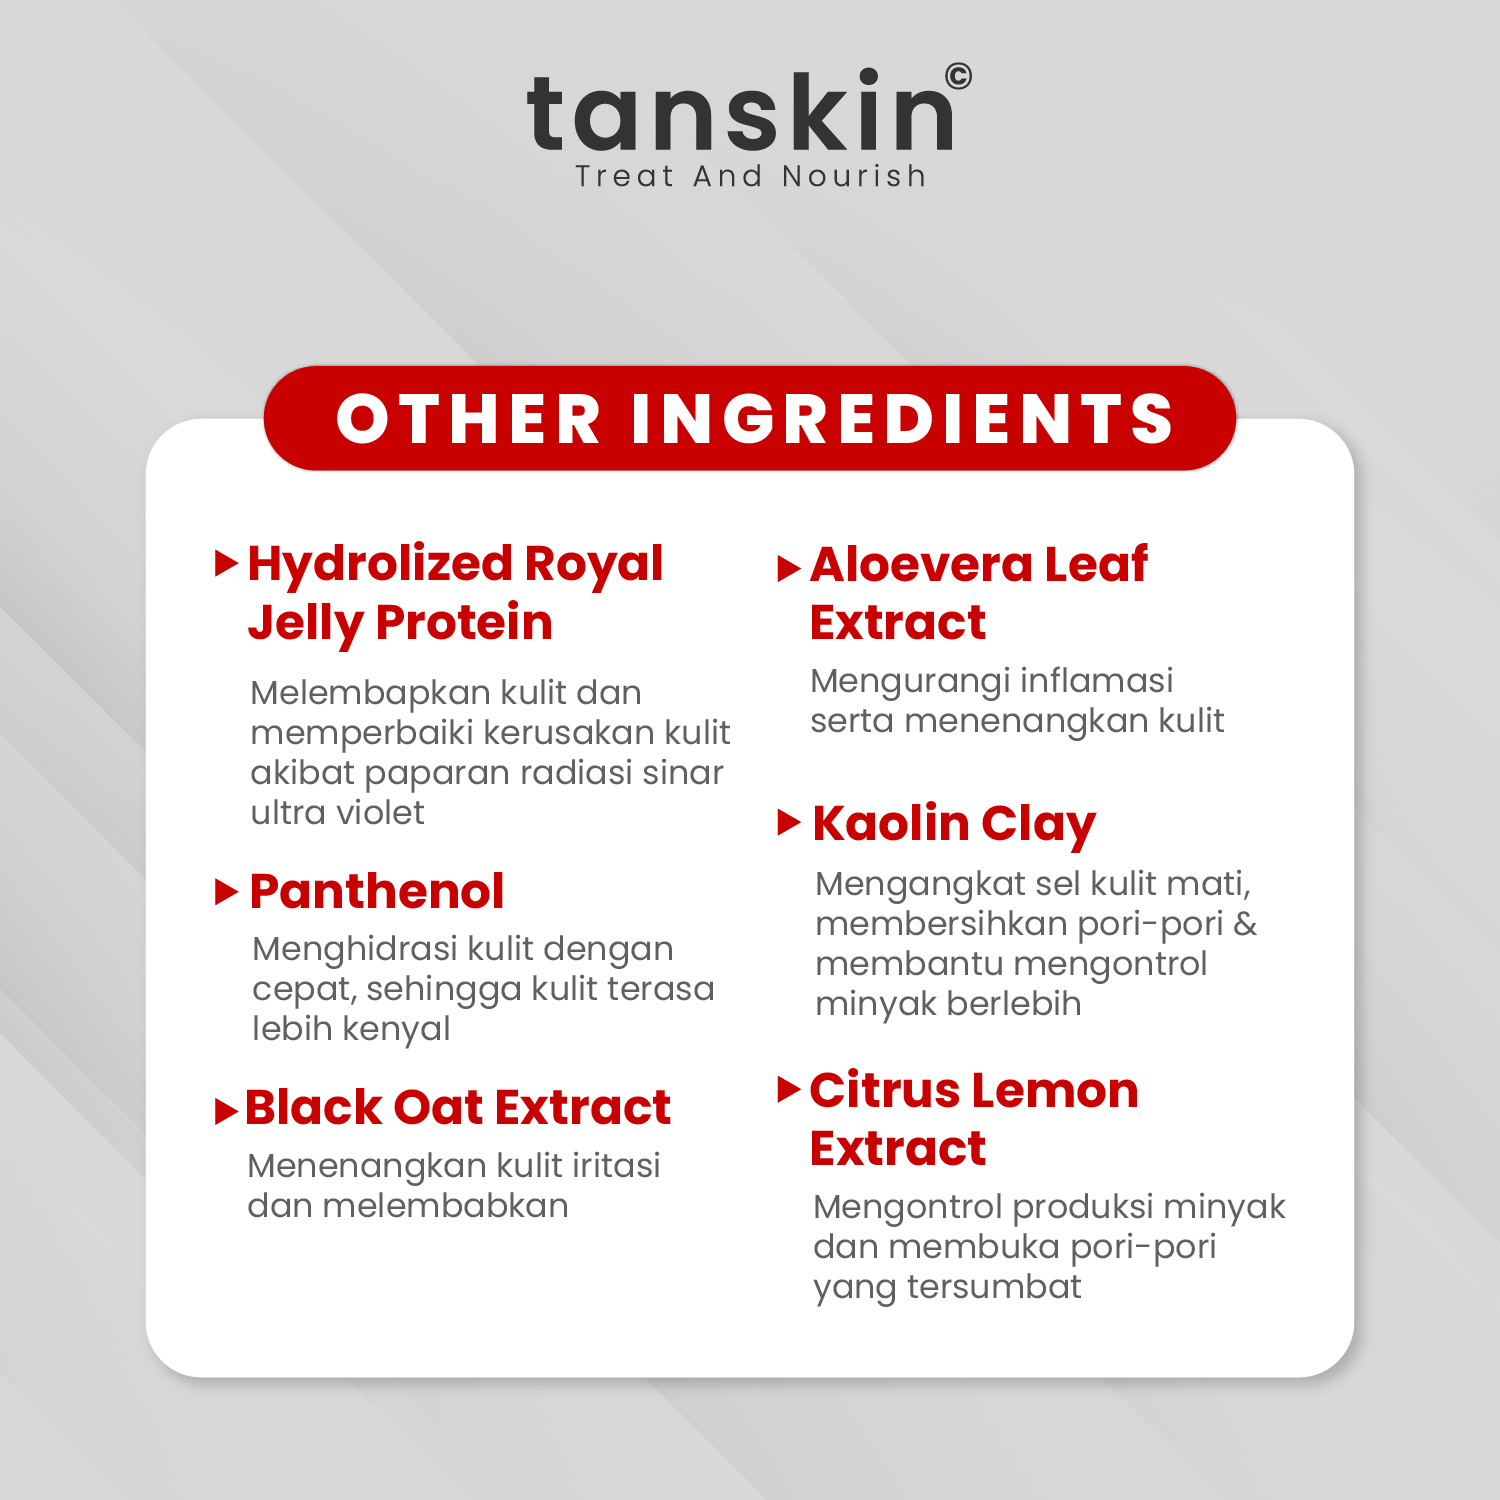 tanskin©
Treat And Nourish
OTHER INGREDIENTS
Hydrolized Royal
Jelly Protein
Melembapkan kulit dan
memperbaiki kerusakan kulit
akibat paparan radiasi sinar
ultra violet
Panthenol
Menghidrasi kulit dengan
cepat, sehingga kulit terasa
lebih kenyal
Black Oat Extract
Menenangkan kulit iritasi
dan melembabkan
Aloevera Leaf
Extract
Mengurangi inflamasi
serta menenangkan kulit
Kaolin Clay
Mengangkat sel kulit mati,
membersihkan pori-pori &
membantu mengontrol
minyak berlebih
Citrus Lemon
Extract
Mengontrol produksi minyak
dan membuka pori-pori
yang tersumbat